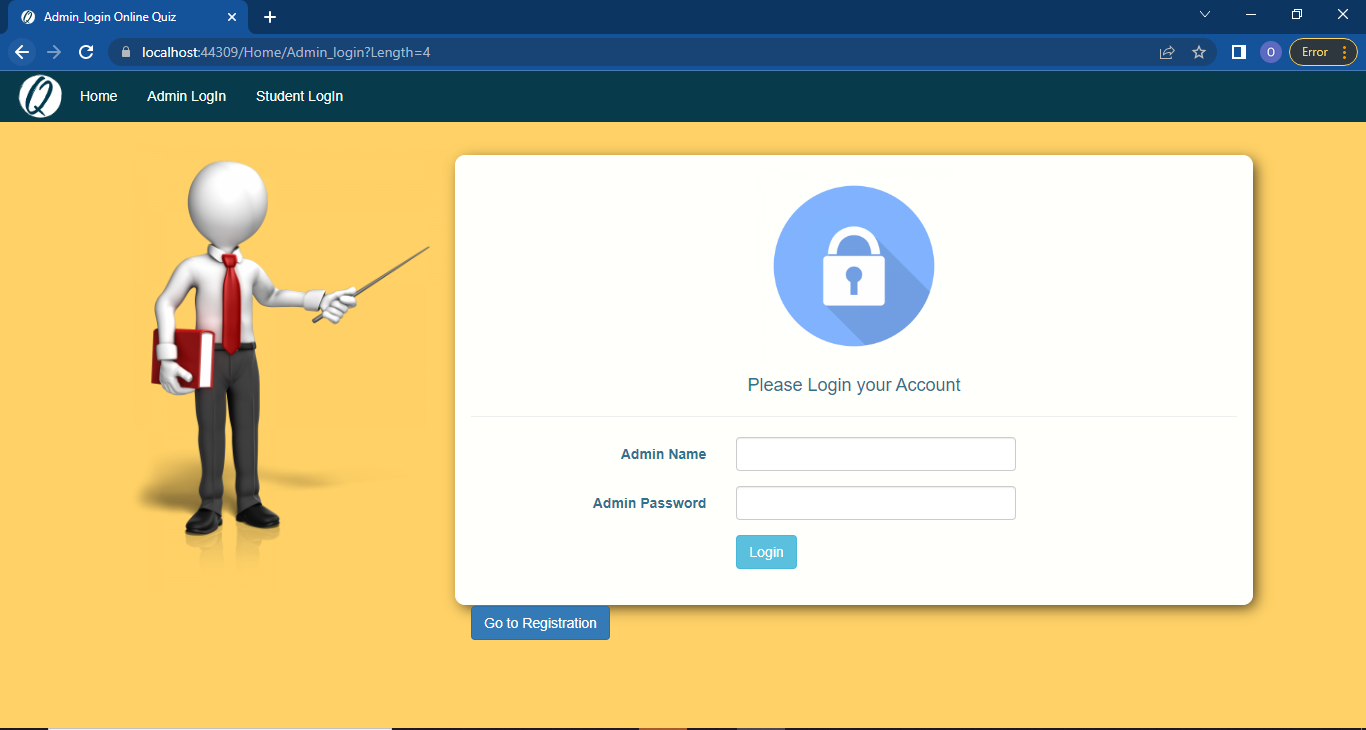 Admin_login Online Quiz
localhost:44309/Home/Admin_login?Length=4
O
Error
Q
Home
Admin LogIn
Student LogIn
Please Login your Account
Admin Name
Admin Password
Login
Go to Registration